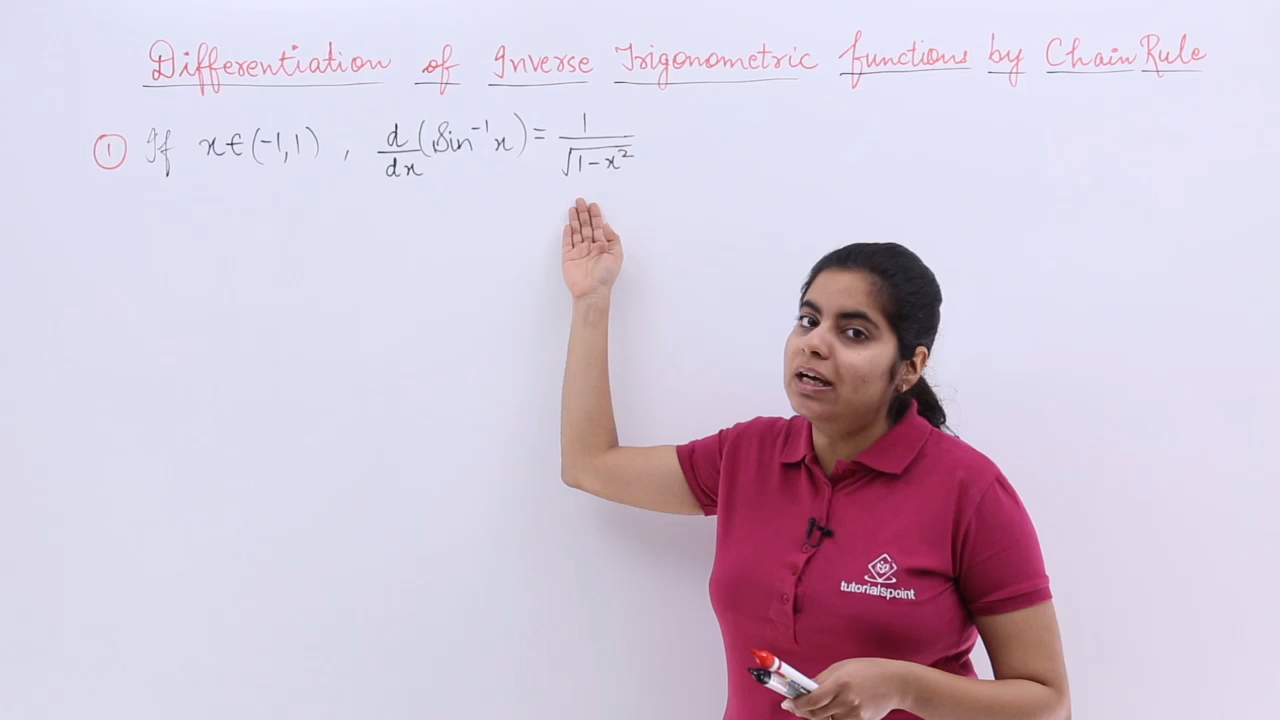 Differentiation of Inverse Trigonometric functions by Chain Rule
① If x∈(-1,1) , d/dx (Sin⁻¹x) = 1/√(1-x²)
tutorialspoint